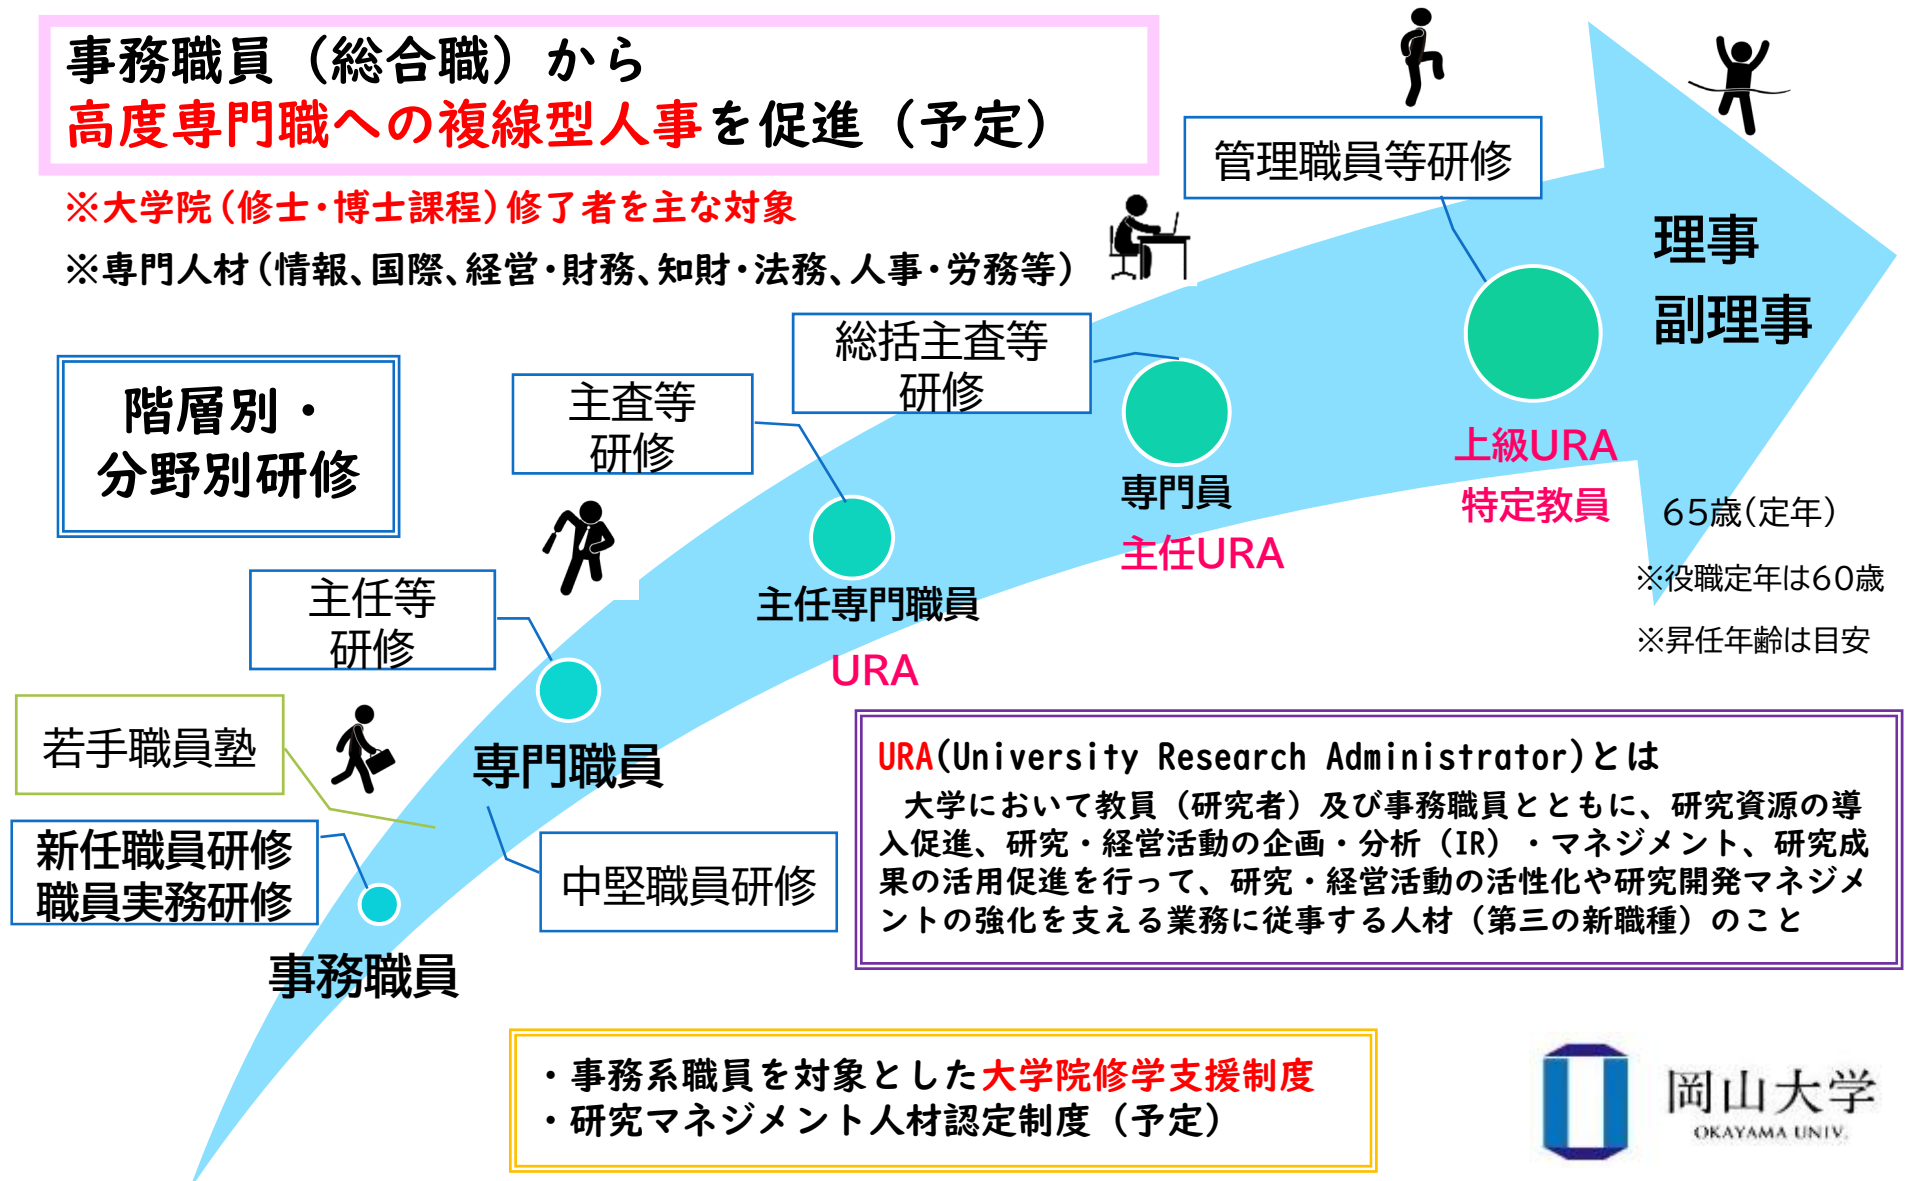 事務職員（総合職）から
高度専門職への複線型人事を促進（予定）
※大学院（修士・博士課程）修了者を主な対象
※専門人材（情報、国際、経営・財務、知財・法務、人事・労務等）
階層別・
分野別研修
管理職員等研修
理事
副理事
総括主査等
研修
主査等
研修
主任等
研修
若手職員塾
新任職員研修
職員実務研修
中堅職員研修
事務職員
専門職員
主任専門職員
URA
専門員
主任URA
上級URA
特定教員
65歳（定年）
※役職定年は60歳
※昇任年齢は目安
URA(University Research Administrator)とは
大学において教員（研究者）及び事務職員とともに、研究資源の導
入促進、研究・経営活動の企画・分析（IR）・マネジメント、研究成
果の活用促進を行って、研究・経営活動の活性化や研究開発マネジメ
ントの強化を支える業務に従事する人材（第三の新職種）のこと
・事務系職員を対象とした大学院修学支援制度
・研究マネジメント人材認定制度（予定）
岡山大学
OKAYAMA UNIV.